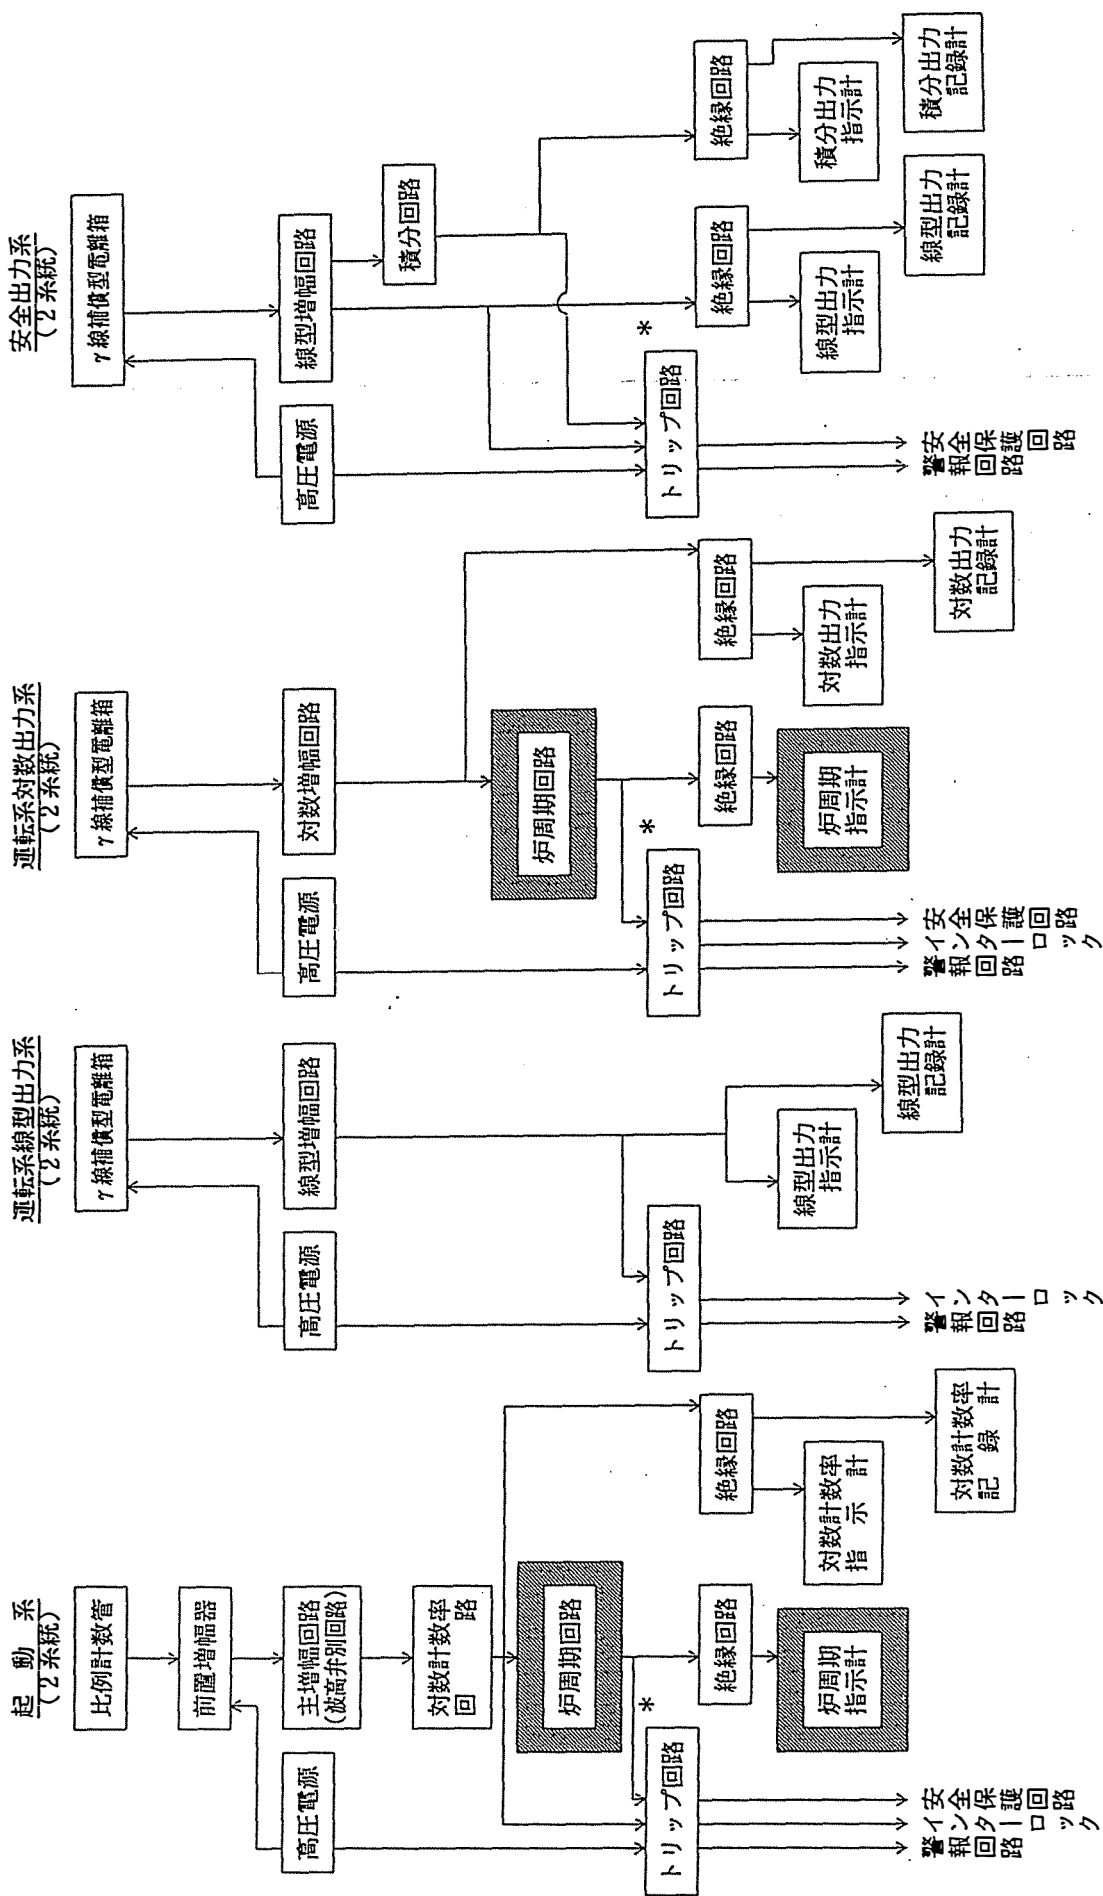 起 動 系
(2系統)
比例計数管
前置増幅器
高圧電源
主増幅回路
(波高弁別回路)
対数計数率
回 路
炉周期回路
*
トリップ回路
絶縁回路
絶縁回路
炉周期
指示計
対数計数率
指 示 計
対数計数率
記 録 計
警報回路
インターロック
安全保護回路
運転系線型出力系
(2系統)
γ線補償型電離箱
高圧電源
線型増幅回路
トリップ回路
線型出力
指示計
線型出力
記録計
警報回路
インターロック
運転系対数出力系
(2系統)
γ線補償型電離箱
高圧電源
対数増幅回路
炉周期回路
*
トリップ回路
絶縁回路
絶縁回路
炉周期
指示計
対数出力
指示計
対数出力
記録計
警報回路
インターロック
安全保護回路
安全出力系
(2系統)
γ線補償型電離箱
高圧電源
線型増幅回路
積分回路
*
トリップ回路
絶縁回路
絶縁回路
線型出力
指示計
線型出力
記録計
積分出力
指示計
積分出力
記録計
警報回路
安全保護回路